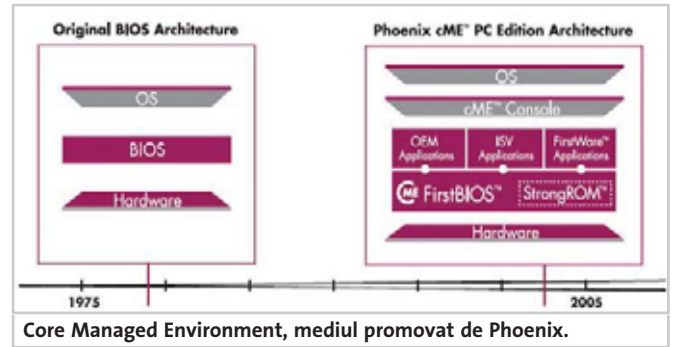 Original BIOS Architecture
OS
BIOS
Hardware
Phoenix cME™ PC Edition Architecture
OS
cME™ Console
OEM Applications
ISV Applications
FirstWare™ Applications
cME FirstBIOS™
StrongROM™
Hardware
1975
2005
Core Managed Environment, mediul promovat de Phoenix.